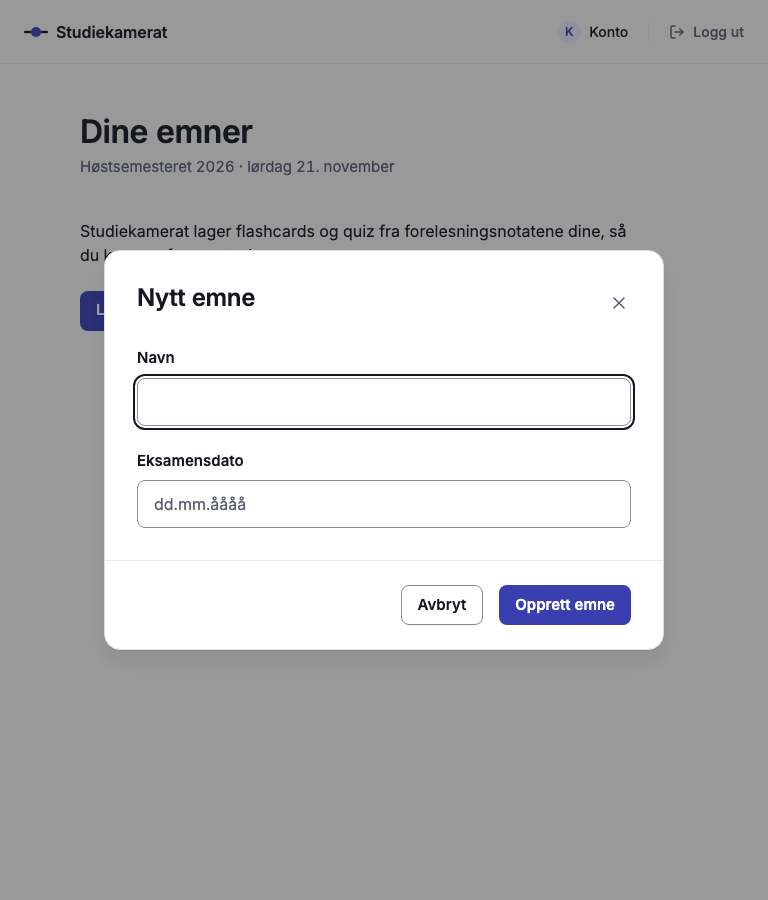 Studiekamerat
K Konto
Logg ut
Dine emner
Høstsemesteret 2026 · lørdag 21. november
Studiekamerat lager flashcards og quiz fra forelesningsnotatene dine, så
du
Nytt emne
Navn
Eksamensdato
dd.mm.åååå
Avbryt
Opprett emne